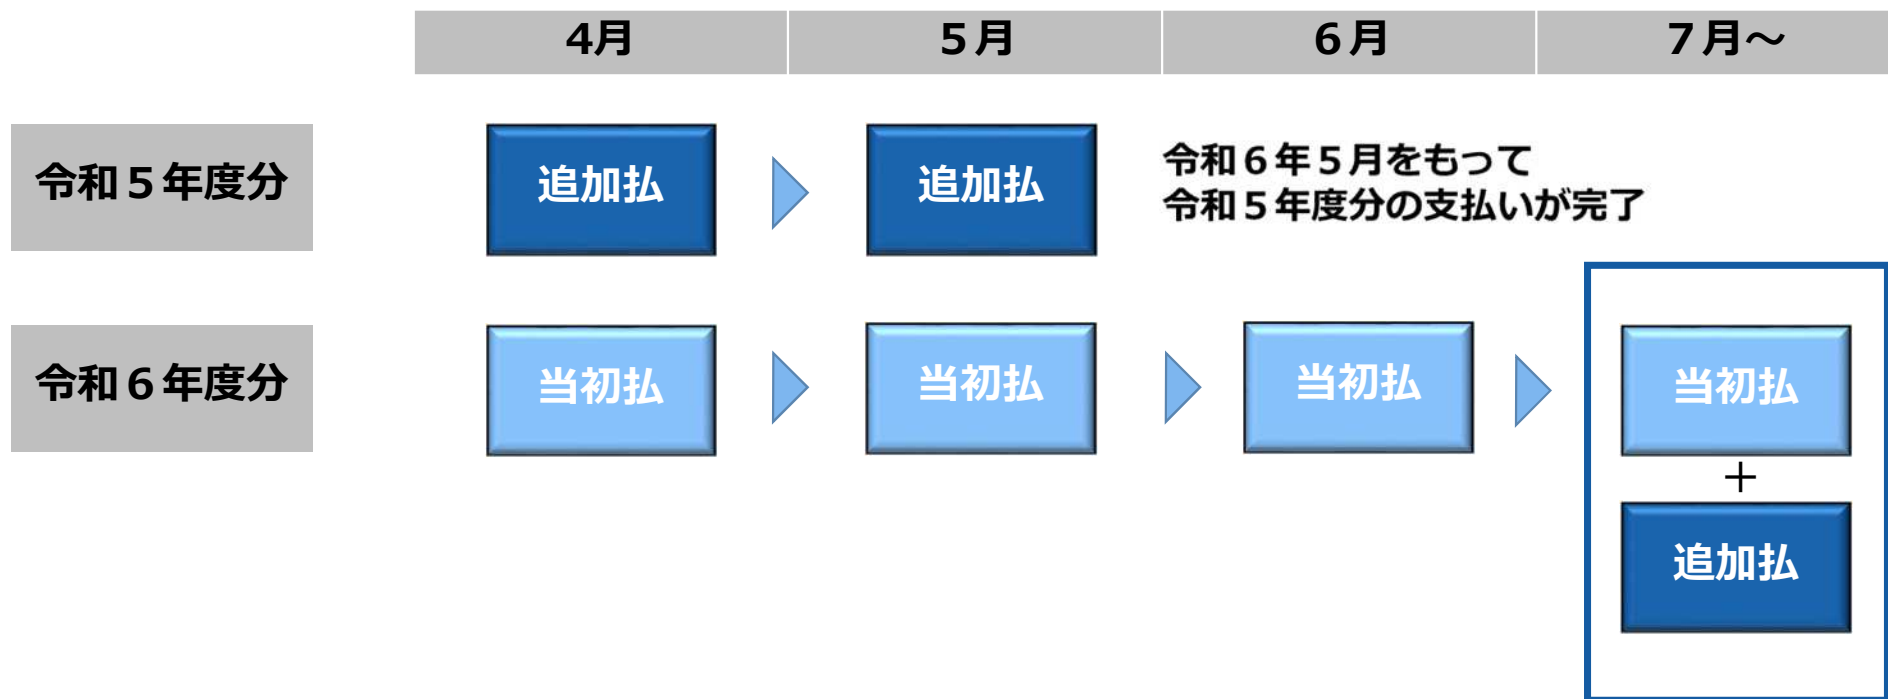 4月
5月
6月
7月～
令和5年度分
追加払
追加払
令和6年5月をもって
令和5年度分の支払いが完了
令和6年度分
当初払
当初払
当初払
当初払
＋
追加払